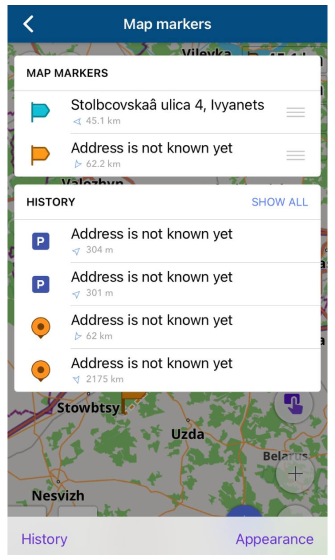 Map markers
Vileyka
MAP MARKERS
Stolbcovskaâ ulica 4, Ivyanets
45.1 km
Address is not known yet
62.2 km
Valozhyn
HISTORY
SHOW ALL
P
Address is not known yet
304 m
P
Address is not known yet
301 m
Address is not known yet
62 km
Address is not known yet
2175 km
Stowbtsy
Uzda
Belarus
Nesvizh
History
Appearance